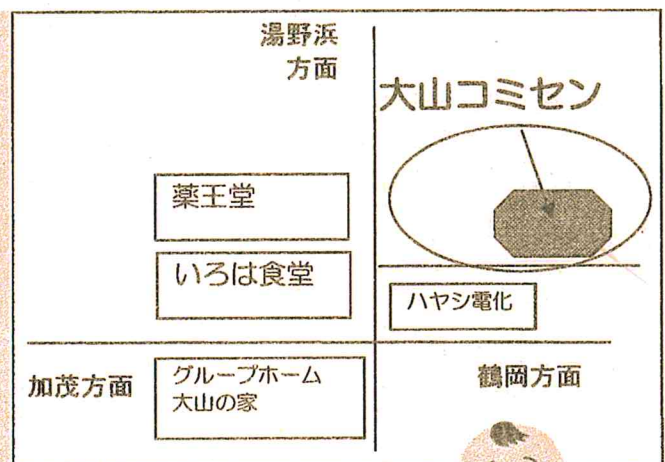 湯野浜
方面
大山コミセン
薬王堂
いろは食堂
ハヤシ電化
加茂方面
グループホーム
大山の家
鶴岡方面